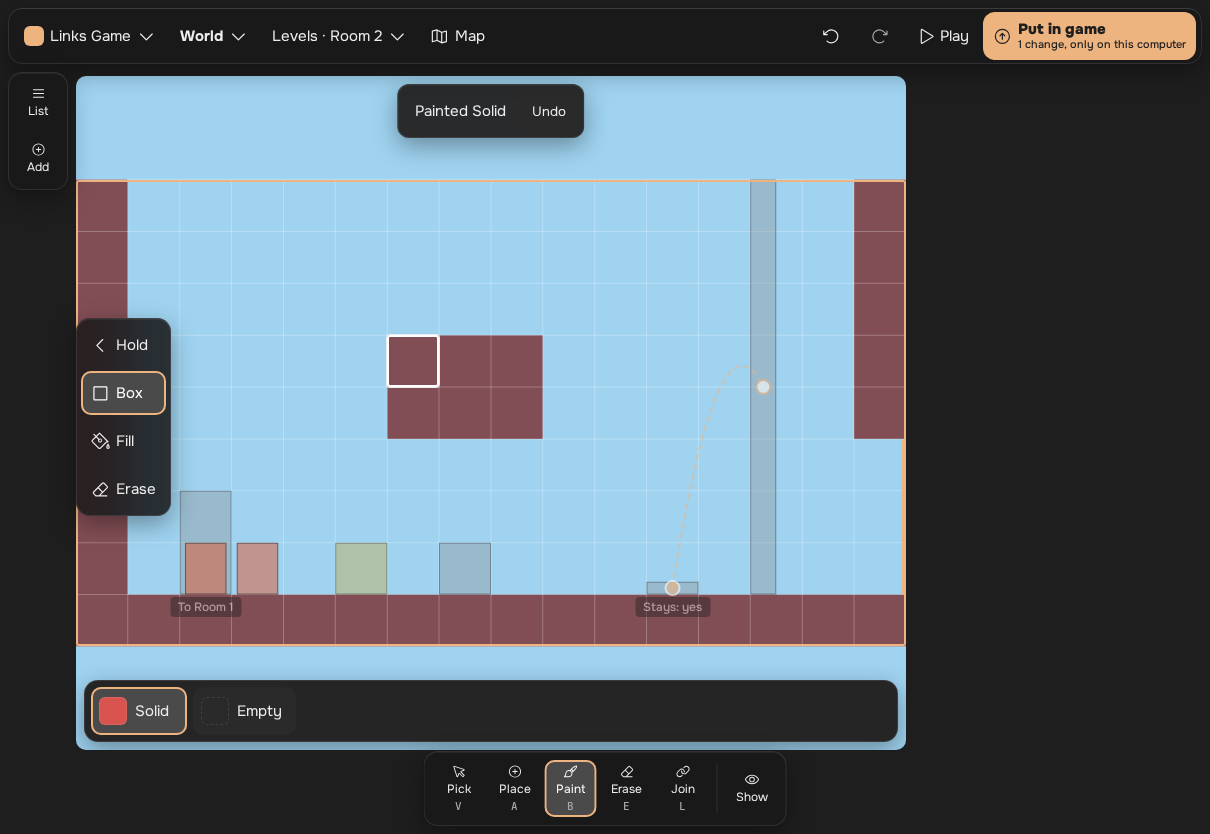 Links Game
World
Levels · Room 2
Map
Play
Put in game
1 change, only on this computer
List
Add
Painted Solid
Undo
Hold
Box
Fill
Erase
To Room 1
Stays: yes
Solid
Empty
Pick
V
Place
A
Paint
B
Erase
E
Join
L
Show